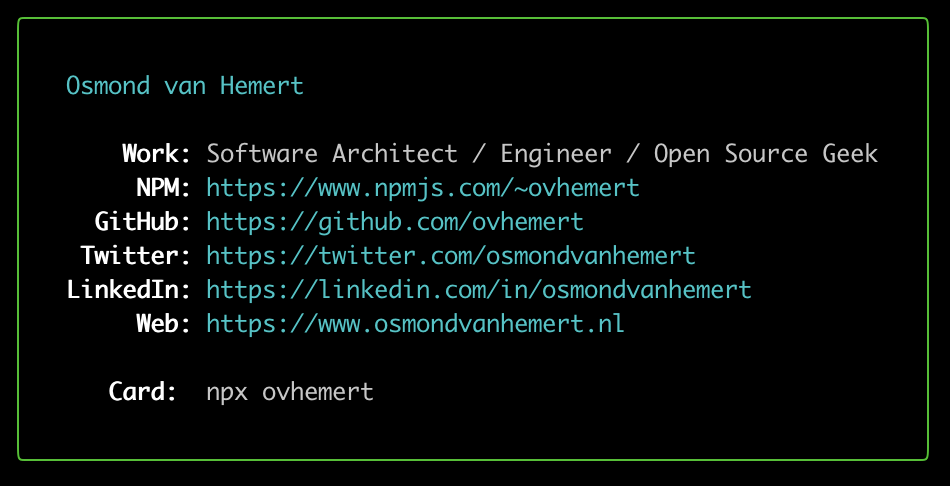 Osmond van Hemert
Work: Software Architect / Engineer / Open Source Geek
NPM: https://www.npmjs.com/~ovhemert
GitHub: https://github.com/ovhemert
Twitter: https://twitter.com/osmondvanhemert
LinkedIn: https://linkedin.com/in/osmondvanhemert
Web: https://www.osmondvanhemert.nl
Card: npx ovhemert